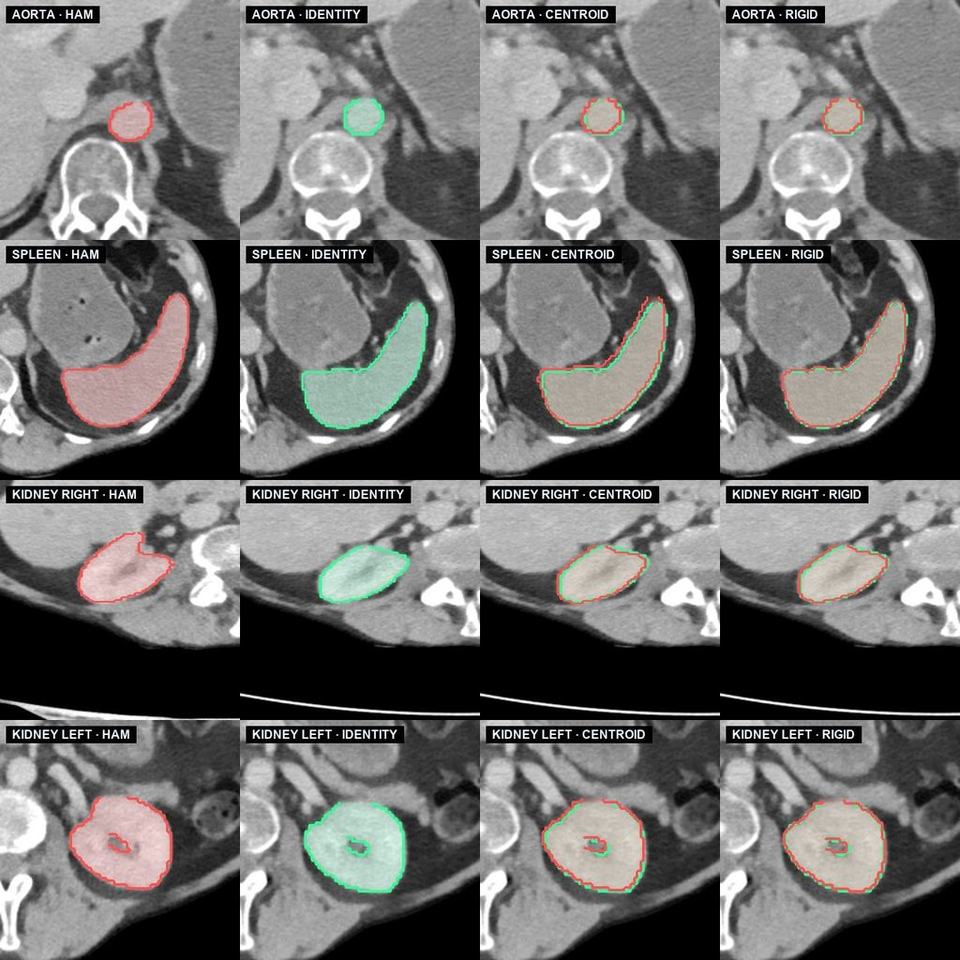 AORTA · HAM
AORTA · IDENTITY
AORTA · CENTROID
AORTA · RIGID
SPLEEN · HAM
SPLEEN · IDENTITY
SPLEEN · CENTROID
SPLEEN · RIGID
KIDNEY RIGHT · HAM
KIDNEY RIGHT · IDENTITY
KIDNEY RIGHT · CENTROID
KIDNEY RIGHT · RIGID
KIDNEY LEFT · HAM
KIDNEY LEFT · IDENTITY
KIDNEY LEFT · CENTROID
KIDNEY LEFT · RIGID